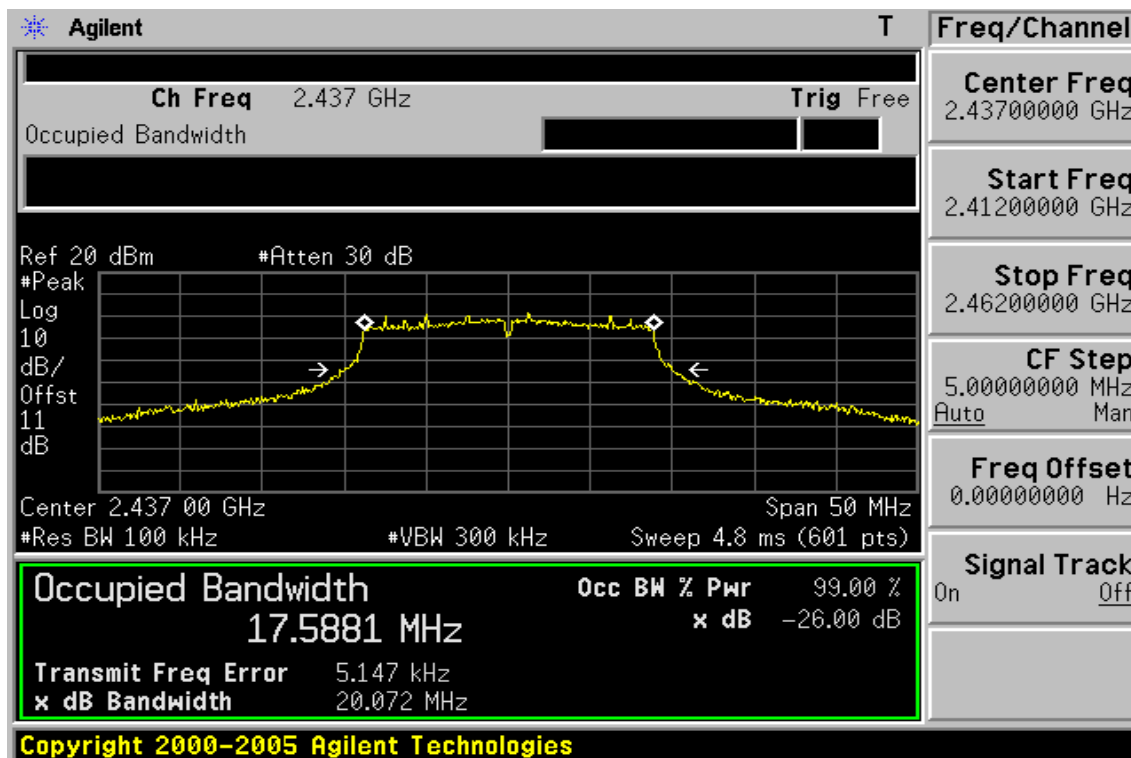 Agilent T
Ch Freq 2.437 GHz Trig Free
Occupied Bandwidth
Ref 20 dBm #Atten 30 dB
#Peak
Log
10
dB/
Offst
11
dB
Center 2.437 00 GHz Span 50 MHz
#Res BW 100 kHz #VBW 300 kHz Sweep 4.8 ms (601 pts)
Occupied Bandwidth Occ BW % Pwr 99.00 %
17.5881 MHz x dB -26.00 dB
Transmit Freq Error 5.147 kHz
x dB Bandwidth 20.072 MHz
Copyright 2000-2005 Agilent Technologies
Freq/Channel
Center Freq
2.43700000 GHz
Start Freq
2.41200000 GHz
Stop Freq
2.46200000 GHz
CF Step
5.00000000 MHz
Auto Man
Freq Offset
0.00000000 Hz
Signal Track
On Off